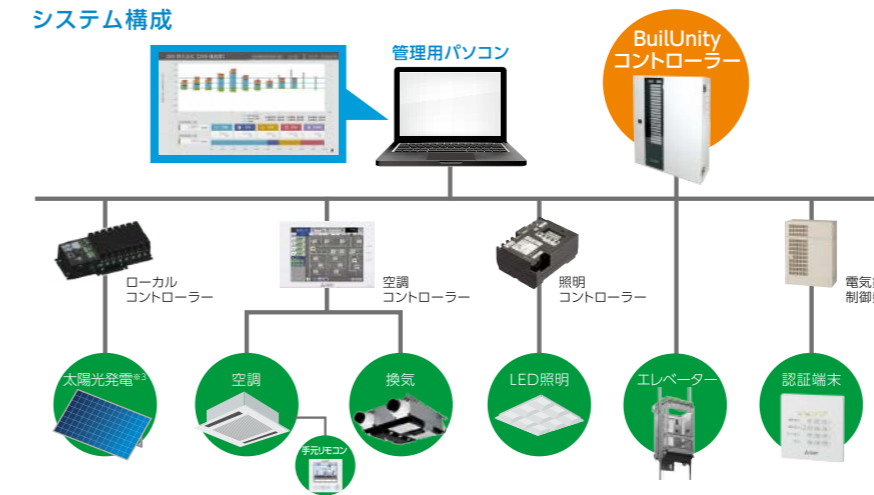 システム構成
管理用パソコン
BuilUnity
コントローラー
ローカル
コントローラー
空調
コントローラー
照明
コントローラー
電気
制御
太陽光発電※3
空調
換気
LED照明
エレベーター
認証端末
手元リモコン